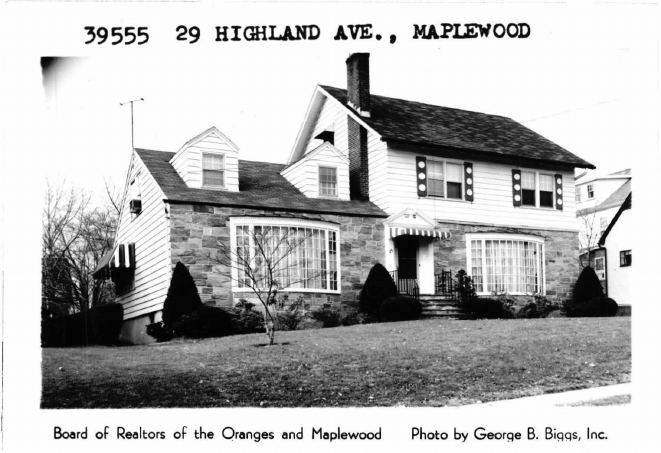 39555 29 HIGHLAND AVE., MAPLEWOOD
Board of Realtors of the Oranges and Maplewood Photo by George B. Biggs, Inc.